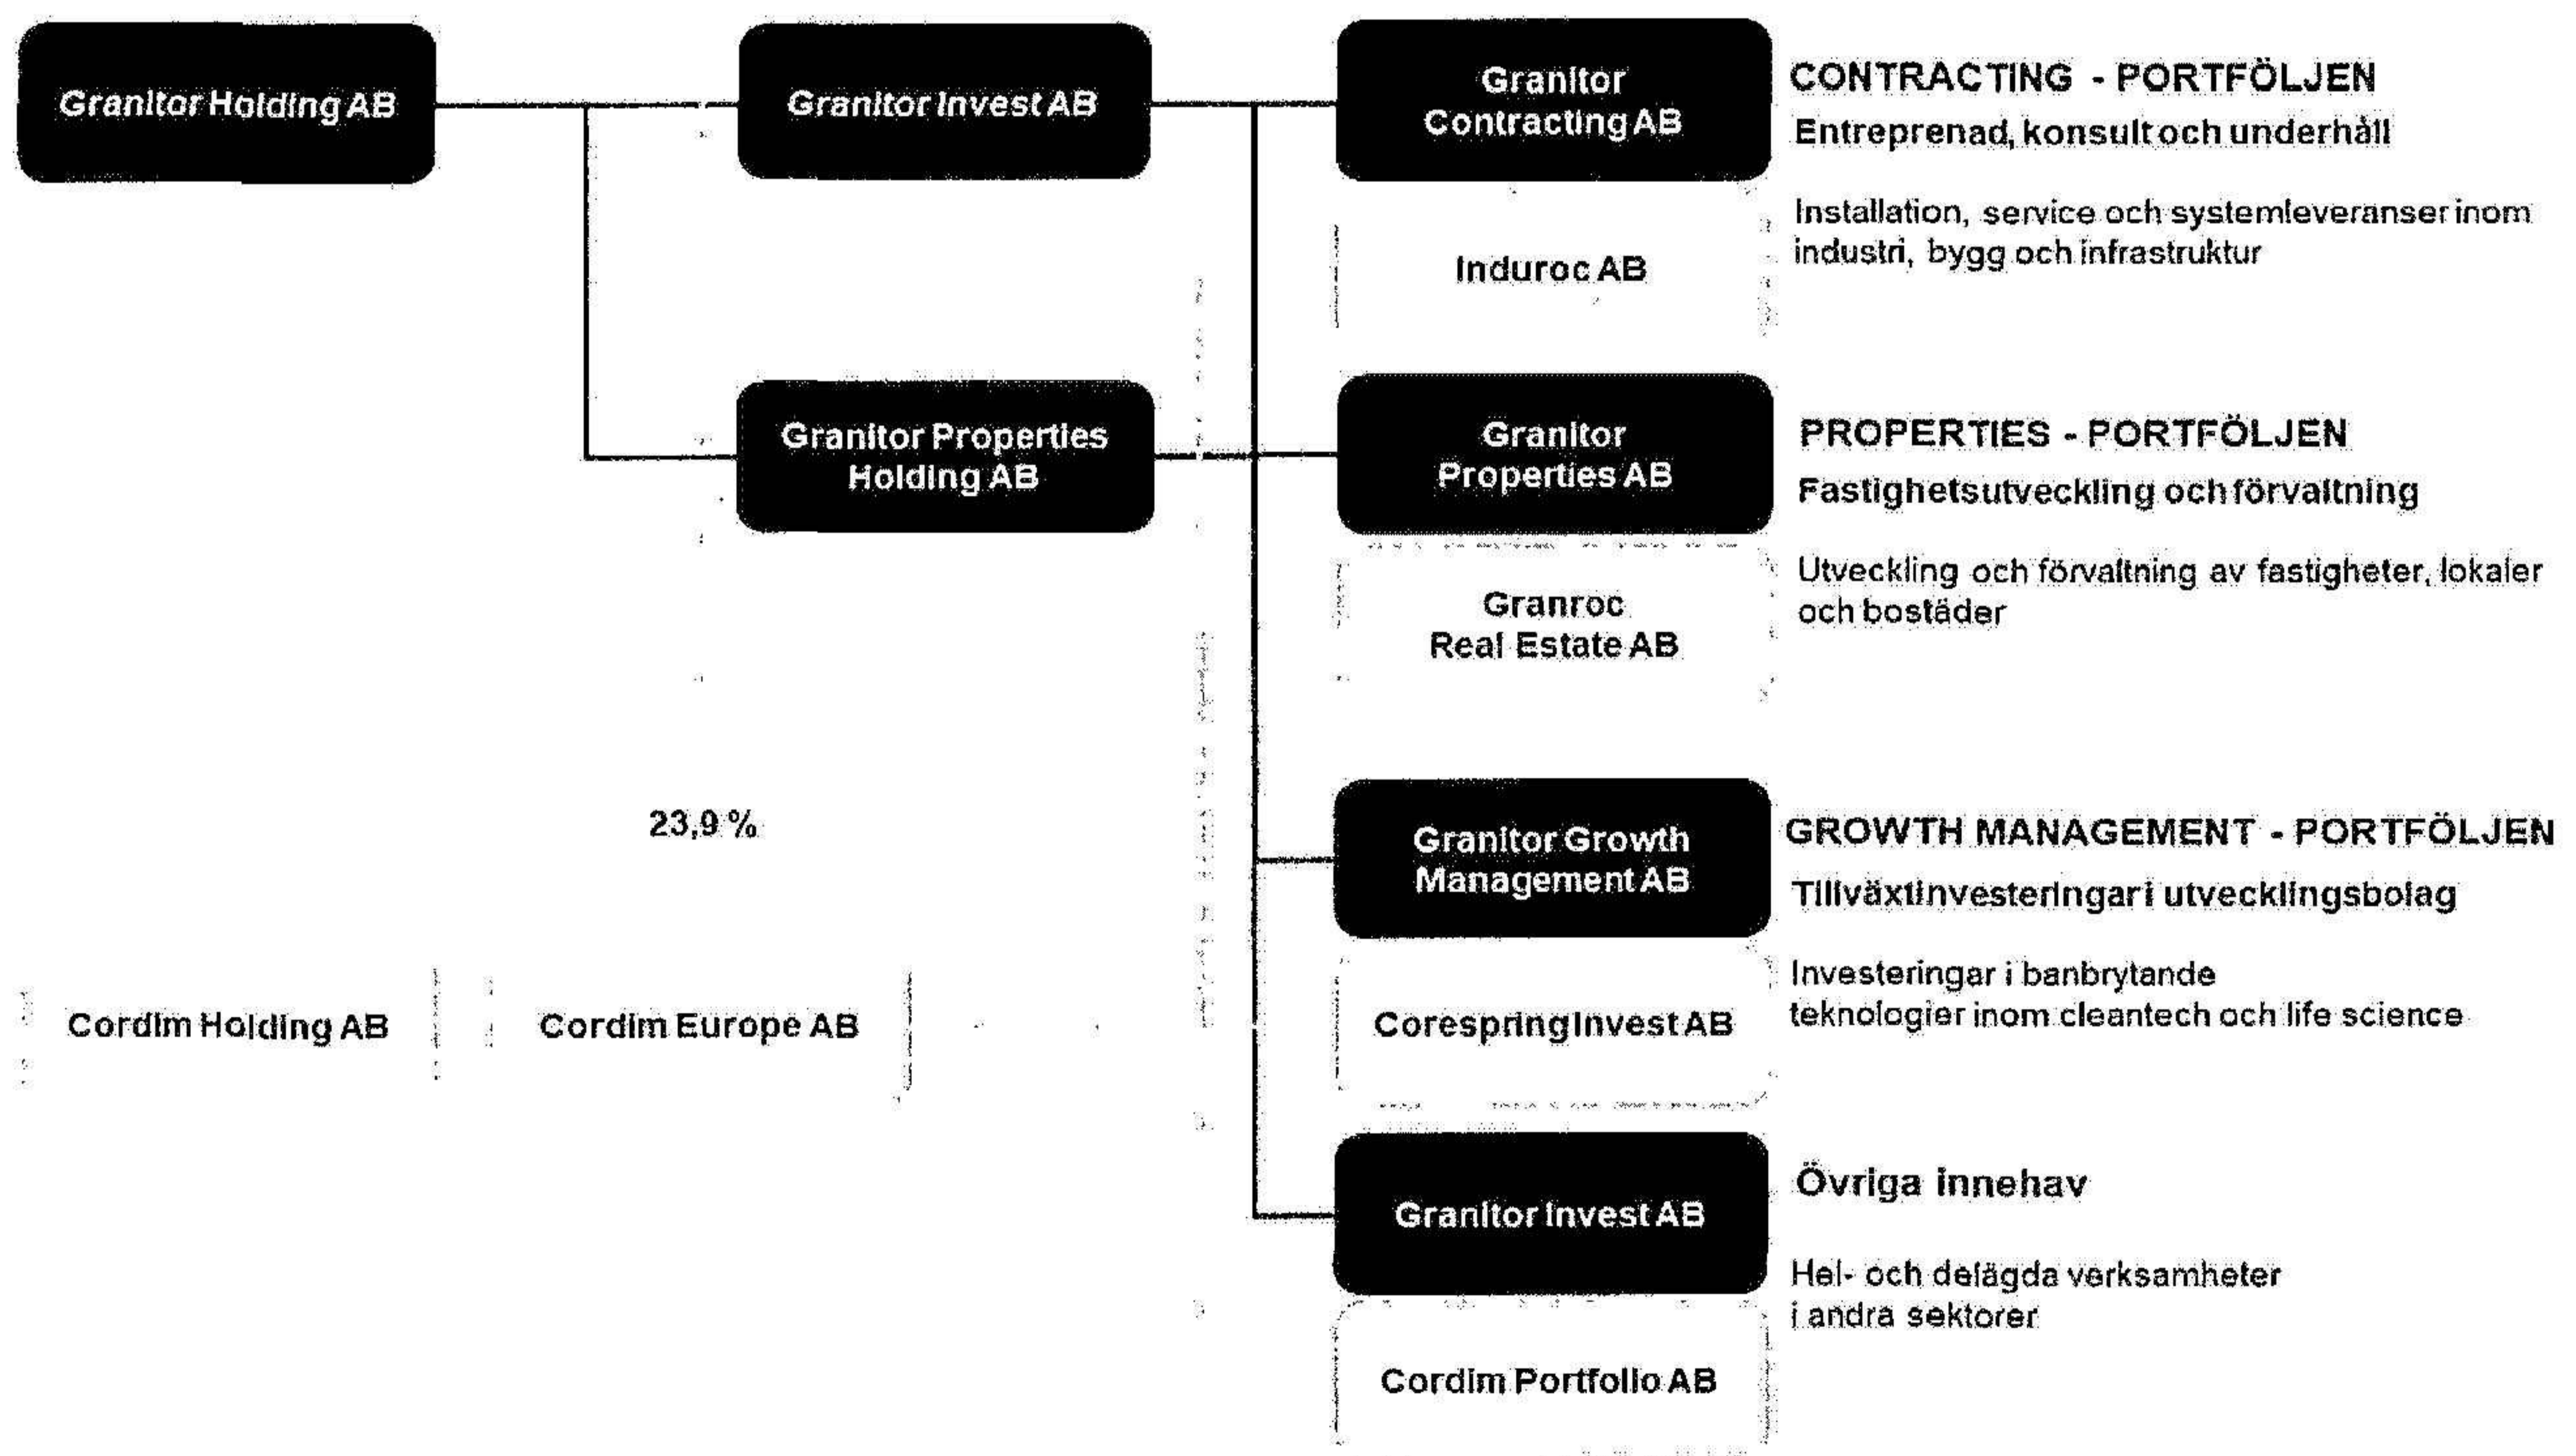 Granitor Holding AB
Granitor Invest AB
Granitor
Contracting AB
CONTRACTING - PORTFÖLJEN
Entreprenad, konsult och underhåll
Installation, service och systemleveranser inom
industri, bygg och infrastruktur
Induroc AB
Granitor Properties
Holding AB
Granitor
Properties AB
PROPERTIES - PORTFÖLJEN
Fastighetsutveckling och förvaltning
Utveckling och förvaltning av fastigheter, lokaler
och bostäder
Granroc
Real Estate AB
23,9 %
Granitor Growth
Management AB
GROWTH MANAGEMENT - PORTFÖLJEN
Tillväxtinvesteringar i utvecklingsbolag
Investeringar i banbrytande
teknologier inom cleantech och life science
Cordim Holding AB
Cordim Europe AB
Corespring Invest AB
Granitor Invest AB
Övriga innehav
Hel- och delägda verksamheter
i andra sektorer
Cordim Portfolio AB